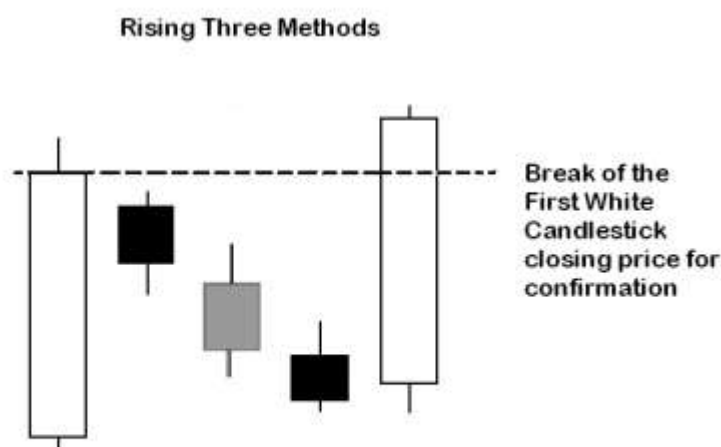 Rising Three Methods
Break of the
First White
Candlestick
closing price for
confirmation